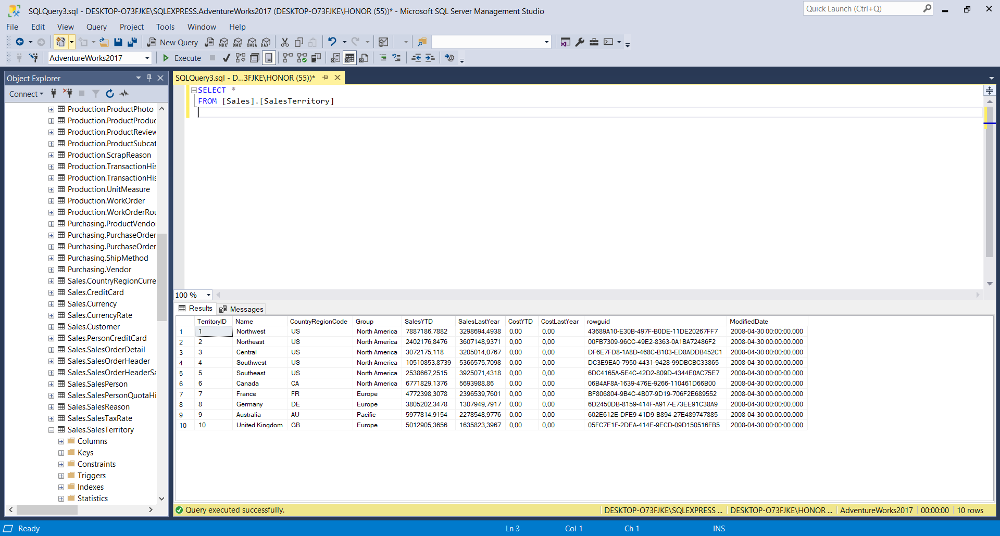 SQLQuery3.sql - DESKTOP-O73FJKE\SQLEXPRESS.AdventureWorks2017 (DESKTOP-O73FJKE\HONOR (55))* - Microsoft SQL Server Management Studio
Quick Launch (Ctrl+Q)
File Edit View Query Project Tools Window Help
New Query MDX DMX XMLA DAX
AdventureWorks2017 Execute
Object Explorer
Connect
Production.ProductPhoto
Production.ProductProduc
Production.ProductReview
Production.ProductSubcat
Production.ScrapReason
Production.TransactionHis
Production.TransactionHis
Production.UnitMeasure
Production.WorkOrder
Production.WorkOrderRou
Purchasing.ProductVendor
Purchasing.PurchaseOrder
Purchasing.PurchaseOrder
Purchasing.ShipMethod
Purchasing.Vendor
Sales.CountryRegionCurre
Sales.CreditCard
Sales.Currency
Sales.CurrencyRate
Sales.Customer
Sales.PersonCreditCard
Sales.SalesOrderDetail
Sales.SalesOrderHeader
Sales.SalesOrderHeaderSa
Sales.SalesPerson
Sales.SalesPersonQuotaHi
Sales.SalesReason
Sales.SalesTaxRate
Sales.SalesTerritory
Columns
Keys
Constraints
Triggers
Indexes
Statistics
SQLQuery3.sql - D...3FJKE\HONOR (55))*
SELECT *
FROM [Sales].[SalesTerritory]
100 %
Results Messages
TerritoryID Name CountryRegionCode Group SalesYTD SalesLastYear CostYTD CostLastYear rowguid ModifiedDate
1 1 Northwest US North America 7887186,7882 3298694,4938 0,00 0,00 43689A10-E30B-497F-B0DE-11DE20267FF7 2008-04-30 00:00:00.000
2 2 Northeast US North America 2402176,8476 3607148,9371 0,00 0,00 00FB7309-96CC-49E2-8363-0A1BA72486F2 2008-04-30 00:00:00.000
3 3 Central US North America 3072175,118 3205014,0767 0,00 0,00 DF6E7FD8-1A8D-468C-B103-ED8ADDB452C1 2008-04-30 00:00:00.000
4 4 Southwest US North America 10510853,8739 5366575,7098 0,00 0,00 DC3E9EA0-7950-4431-9428-99DBCBC33865 2008-04-30 00:00:00.000
5 5 Southeast US North America 2538667,2515 3925071,4318 0,00 0,00 6DC4165A-5E4C-42D2-809D-4344E0AC75E7 2008-04-30 00:00:00.000
6 6 Canada CA North America 6771829,1376 5693988,86 0,00 0,00 06B4AF8A-1639-476E-9266-110461D66B00 2008-04-30 00:00:00.000
7 7 France FR Europe 4772398,3078 2396539,7601 0,00 0,00 BF806804-9B4C-4B07-9D19-706F2E689552 2008-04-30 00:00:00.000
8 8 Germany DE Europe 3805202,3478 1307949,7917 0,00 0,00 6D2450DB-8159-414F-A917-E73EE91C38A9 2008-04-30 00:00:00.000
9 9 Australia AU Pacific 5977814,9154 2278548,9776 0,00 0,00 602E612E-DFE9-41D9-B894-27E489747885 2008-04-30 00:00:00.000
10 10 United Kingdom GB Europe 5012905,3656 1635823,3967 0,00 0,00 05FC7E1F-2DEA-414E-9ECD-09D150516FB5 2008-04-30 00:00:00.000
Query executed successfully. DESKTOP-O73FJKE\SQLEXPRESS ... DESKTOP-O73FJKE\HONOR ... AdventureWorks2017 00:00:00 10 rows
Ready Ln 3 Col 1 Ch 1 INS